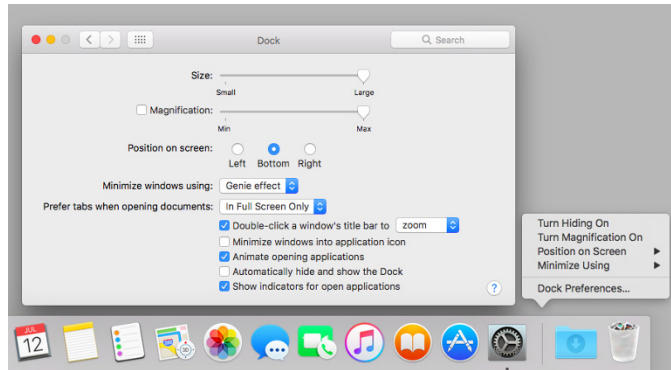 Dock
Search
Size:
Small Large
Magnification:
Min Max
Position on screen:
Left Bottom Right
Minimize windows using: Genie effect
Prefer tabs when opening documents: In Full Screen Only
Double-click a window's title bar to zoom
Minimize windows into application icon
Animate opening applications
Automatically hide and show the Dock
Show indicators for open applications
?
Turn Hiding On
Turn Magnification On
Position on Screen
Minimize Using
Dock Preferences...
JUL
12
3D